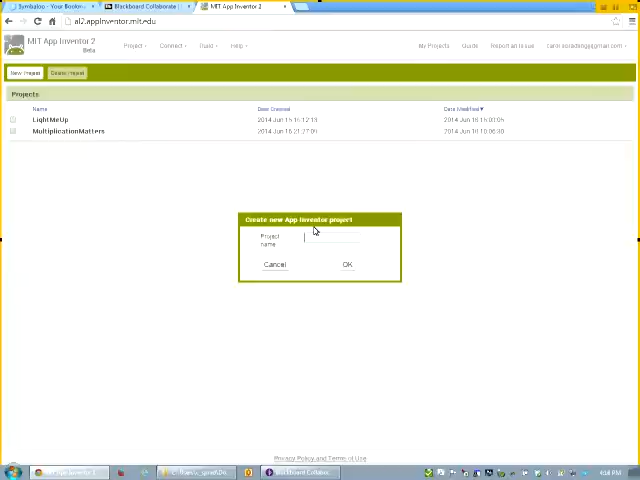 Symbaloo - Your Bookm
Blackboard Collaborate
MIT App Inventor 2
ai2.appinventor.mit.edu
MIT App Inventor 2
Beta
Project
Connect
Build
Help
My Projects
Guide
Report an Issue
New Project
Delete Project
Projects
Name
Date Created
Date Modified▼
LightMeUp
MultiplicationMatters
Create new App Inventor project
Project
name
Cancel
OK
Privacy Policy and Terms of Use
Blackboard Collabo..